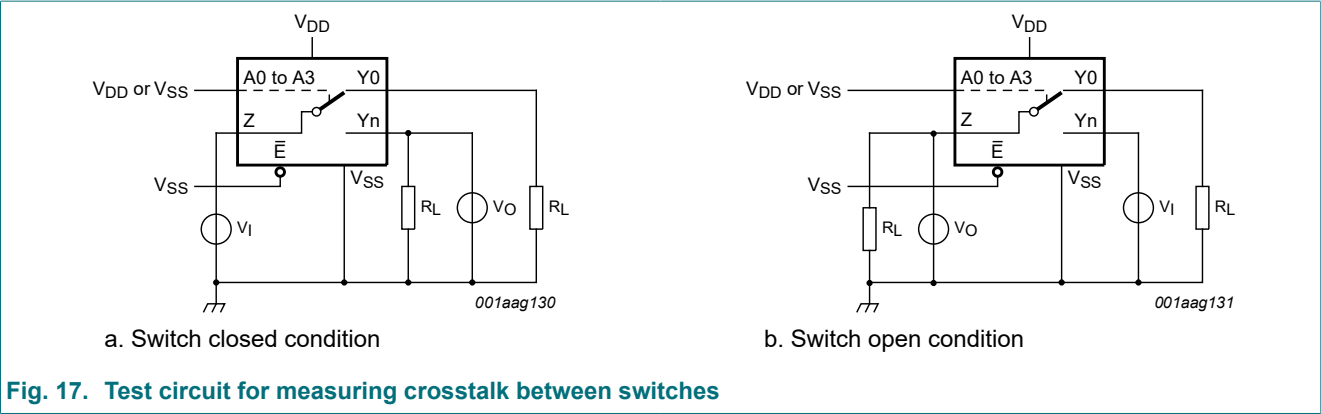 VDD
A0 to A3 Y0
VDD or VSS
Z Yn
E̅
VSS
VSS
VI
RL
VO
RL
001aag130
a. Switch closed condition
VDD
A0 to A3 Y0
VDD or VSS
Z Yn
E̅
VSS
VSS
RL
VO
VI
RL
001aag131
b. Switch open condition
Fig. 17. Test circuit for measuring crosstalk between switches